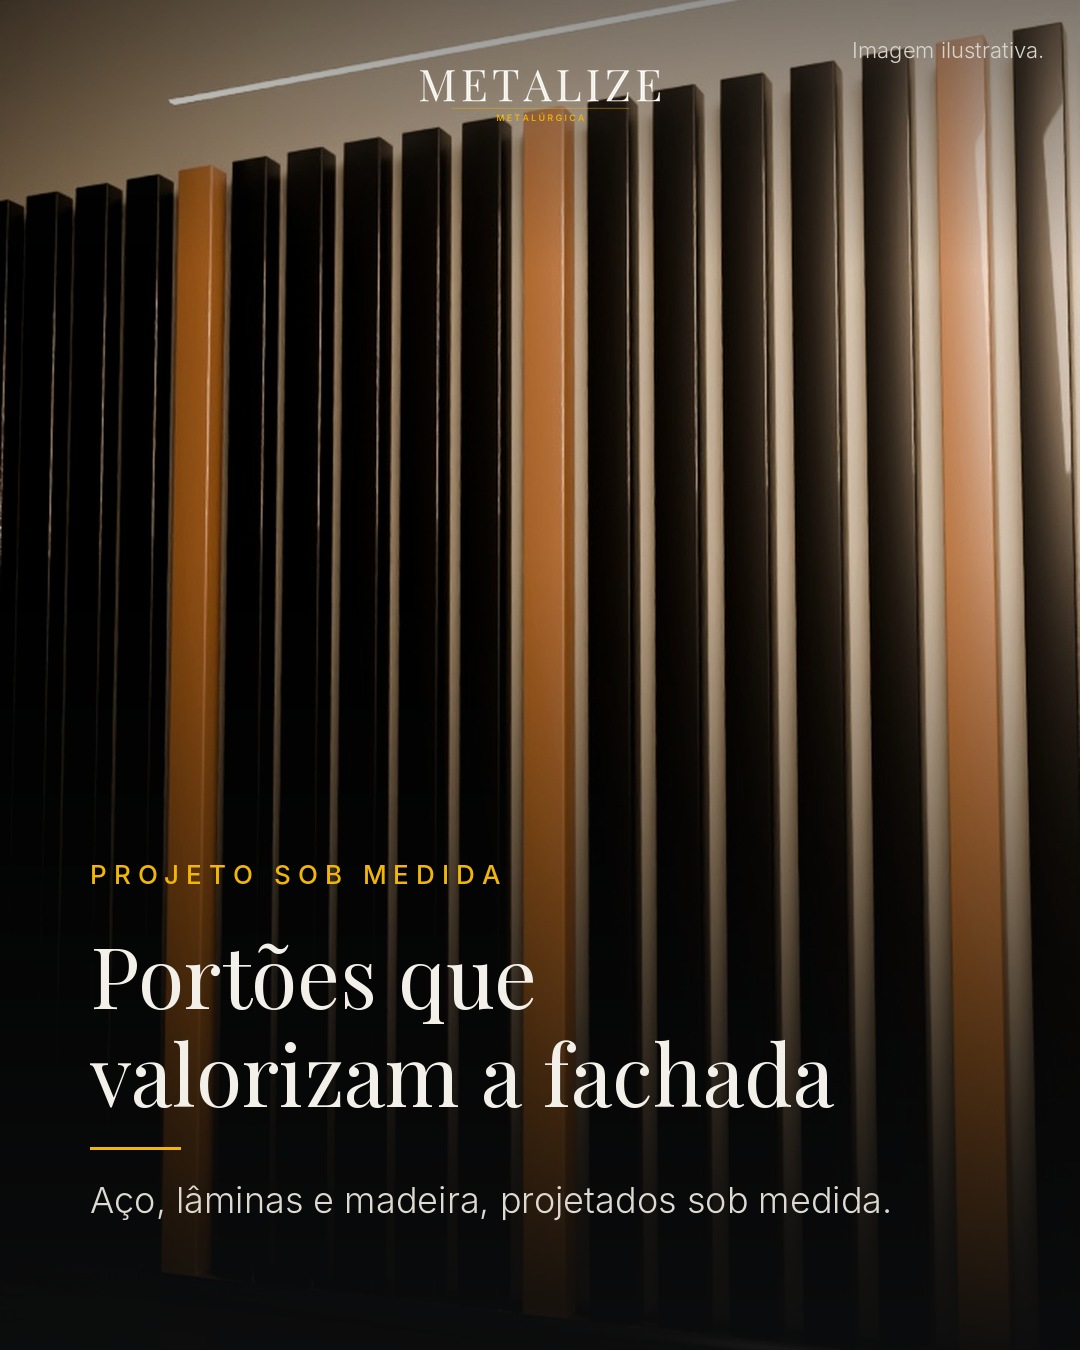 Imagem ilustrativa.
METALIZE
METALÚRGICA
PROJETO SOB MEDIDA
Portões que
valorizam a fachada
Aço, lâminas e madeira, projetados sob medida.